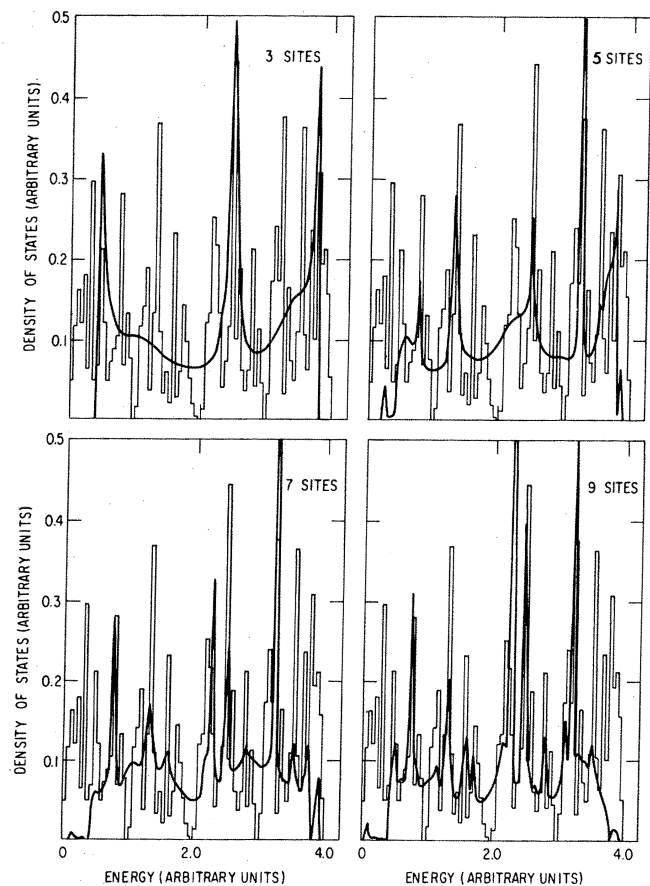 0.5
0.4
0.3
0.2
0.1
DENSITY OF STATES (ARBITRARY UNITS)
3 SITES
5 SITES
0.5
0.4
0.3
0.2
0.1
DENSITY OF STATES (ARBITRARY UNITS)
7 SITES
9 SITES
0 2.0 4.0
ENERGY (ARBITRARY UNITS)
0 2.0 4.0
ENERGY (ARBITRARY UNITS)